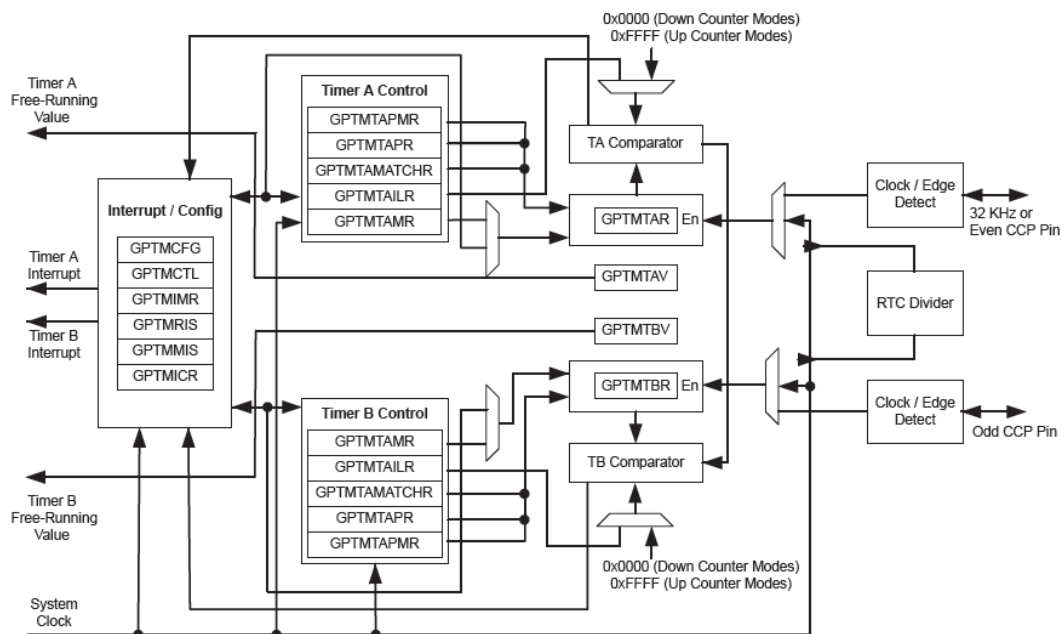 0x0000 (Down Counter Modes)
0xFFFF (Up Counter Modes)
Timer A
Free-Running
Value
Timer A Control
GPTMTAPMR
GPTMTAPR
GPTMTAMATCHR
GPTMTAILR
GPTMTAMR
TA Comparator
GPTMTAR En
Clock / Edge
Detect
32 KHz or
Even CCP Pin
Interrupt / Config
GPTMCFG
GPTMCTL
GPTMIMR
GPTMRIS
GPTMMIS
GPTMICR
Timer A
Interrupt
Timer B
Interrupt
GPTMTAV
GPTMTBV
RTC Divider
GPTMTBR En
Clock / Edge
Detect
Odd CCP Pin
Timer B Control
GPTMTAMR
GPTMTAILR
GPTMTAMATCHR
GPTMTAPR
GPTMTAPMR
TB Comparator
Timer B
Free-Running
Value
0x0000 (Down Counter Modes)
0xFFFF (Up Counter Modes)
System
Clock